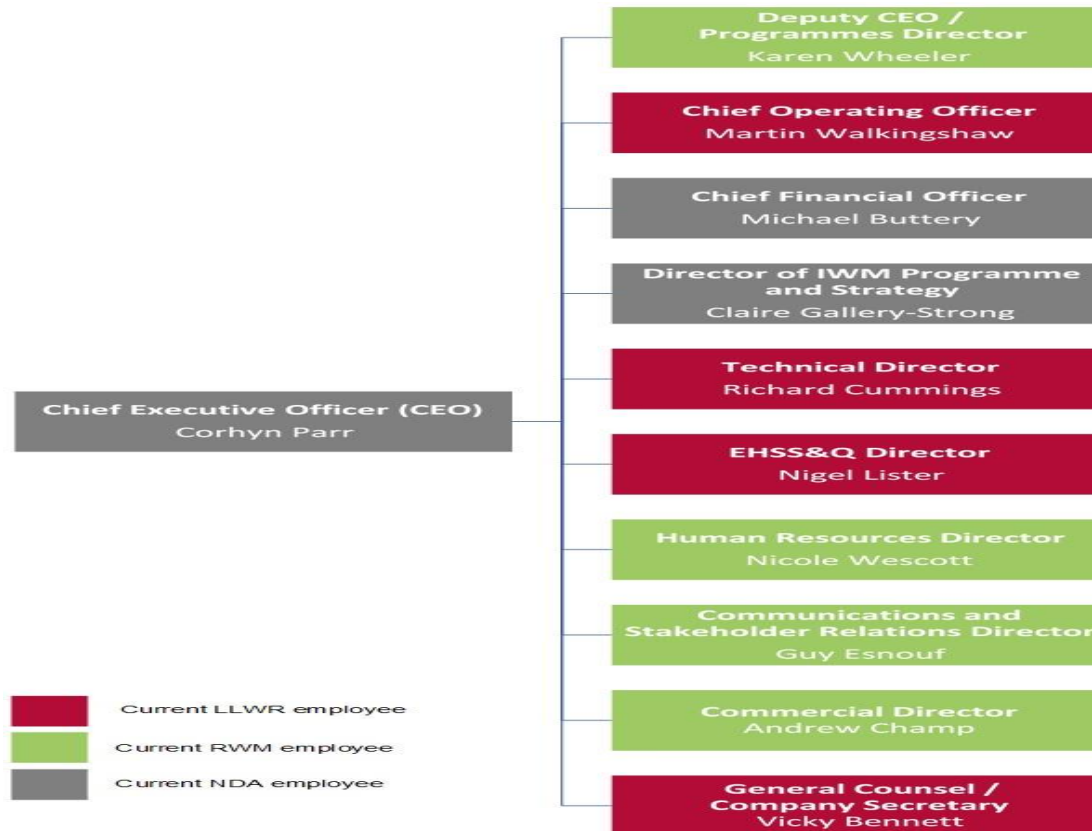 Deputy CEO /
Programmes Director
Karen Wheeler
Chief Operating Officer
Martin Walkingshaw
Chief Financial Officer
Michael Buttery
Director of IWM Programme
and Strategy
Claire Gallery-Strong
Technical Director
Richard Cummings
Chief Executive Officer (CEO)
Corhyn Parr
EHSS&Q Director
Nigel Lister
Human Resources Director
Nicole Wescott
Communications and
Stakeholder Relations Director
Guy Esnouf
Commercial Director
Andrew Champ
General Counsel /
Company Secretary
Vicky Bennett
Current LLWR employee
Current RWM employee
Current NDA employee